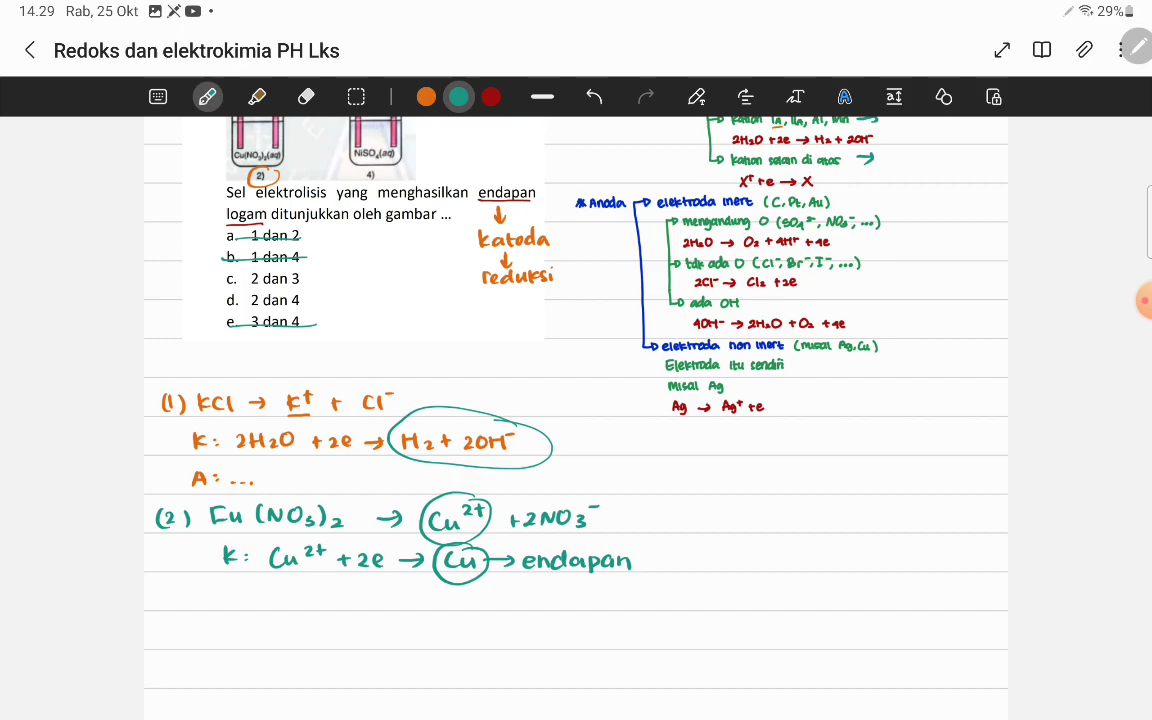 14.29 Rab, 25 Okt
29%
Redoks dan elektrokimia PH Lks
Cu(NO₃)₂(aq)
NiSO₄(aq)
2)
4)
Sel elektrolisis yang menghasilkan endapan
logam ditunjukkan oleh gambar ...
a. 1 dan 2
b. 1 dan 4
c. 2 dan 3
d. 2 dan 4
e. 3 dan 4
↓
katoda
↓
reduksi
kation IA, IIA, Al, Mn →
2H₂O + 2e → H₂ + 2OH⁻
kation selain di atas →
X⁺ + e → X
* Anoda
elektroda inert (C, Pt, Au)
mengandung O (SO₄²⁻, NO₃⁻, ...)
2H₂O → O₂ + 4H⁺ + 4e
tdk ada O (Cl⁻, Br⁻, I⁻, ...)
2Cl⁻ → Cl₂ + 2e
ada OH
4OH⁻ → 2H₂O + O₂ + 4e
elektroda non inert (misal Ag, Cu)
Elektroda itu sendiri
misal Ag
Ag → Ag⁺ + e
(1) KCl → K⁺ + Cl⁻
K: 2H₂O + 2e → H₂ + 2OH⁻
A: ...
(2) Cu (NO₃)₂ → Cu²⁺ + 2NO₃⁻
K: Cu²⁺ + 2e → Cu → endapan